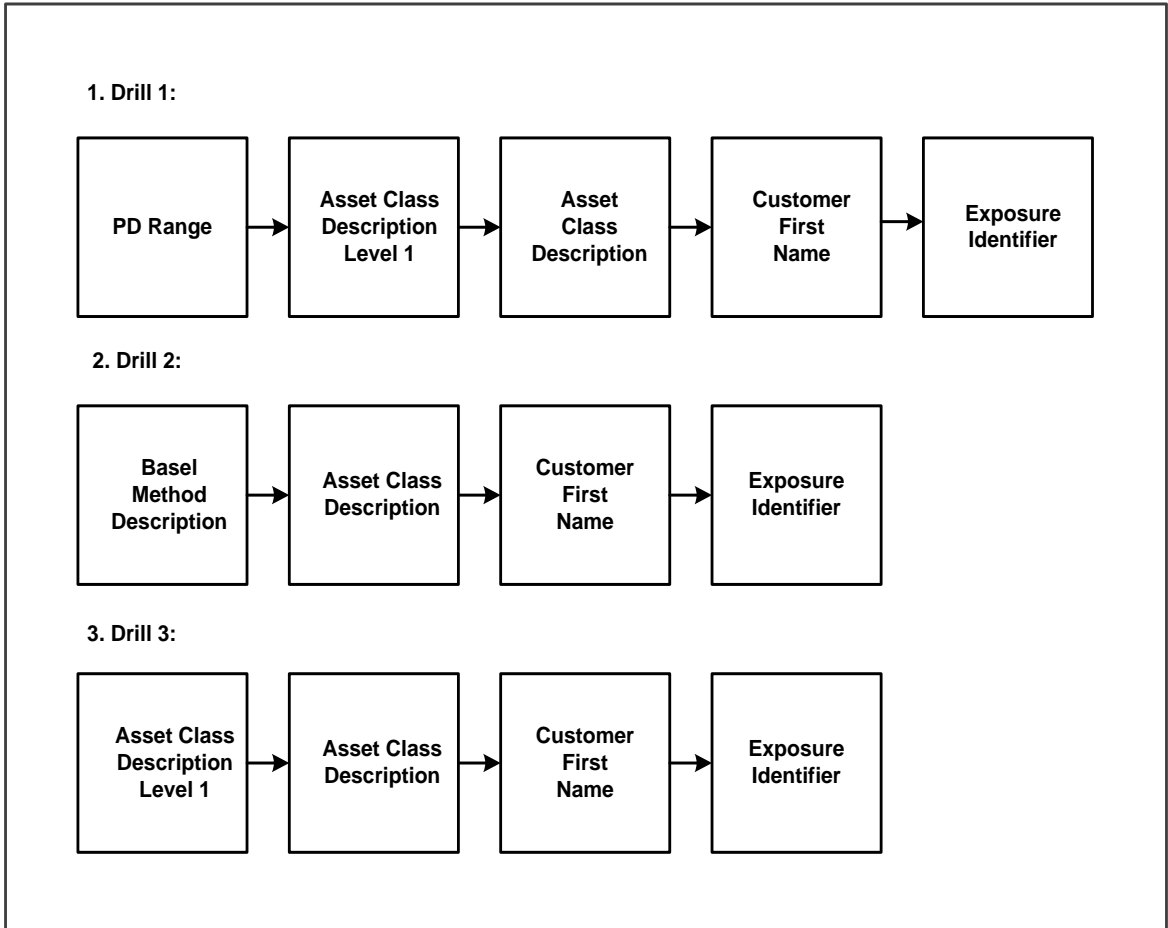 1. Drill 1:
PD Range
Asset Class
Description
Level 1
Asset
Class
Description
Customer
First
Name
Exposure
Identifier
2. Drill 2:
Basel
Method
Description
Asset Class
Description
Customer
First
Name
Exposure
Identifier
3. Drill 3:
Asset Class
Description
Level 1
Asset Class
Description
Customer
First
Name
Exposure
Identifier